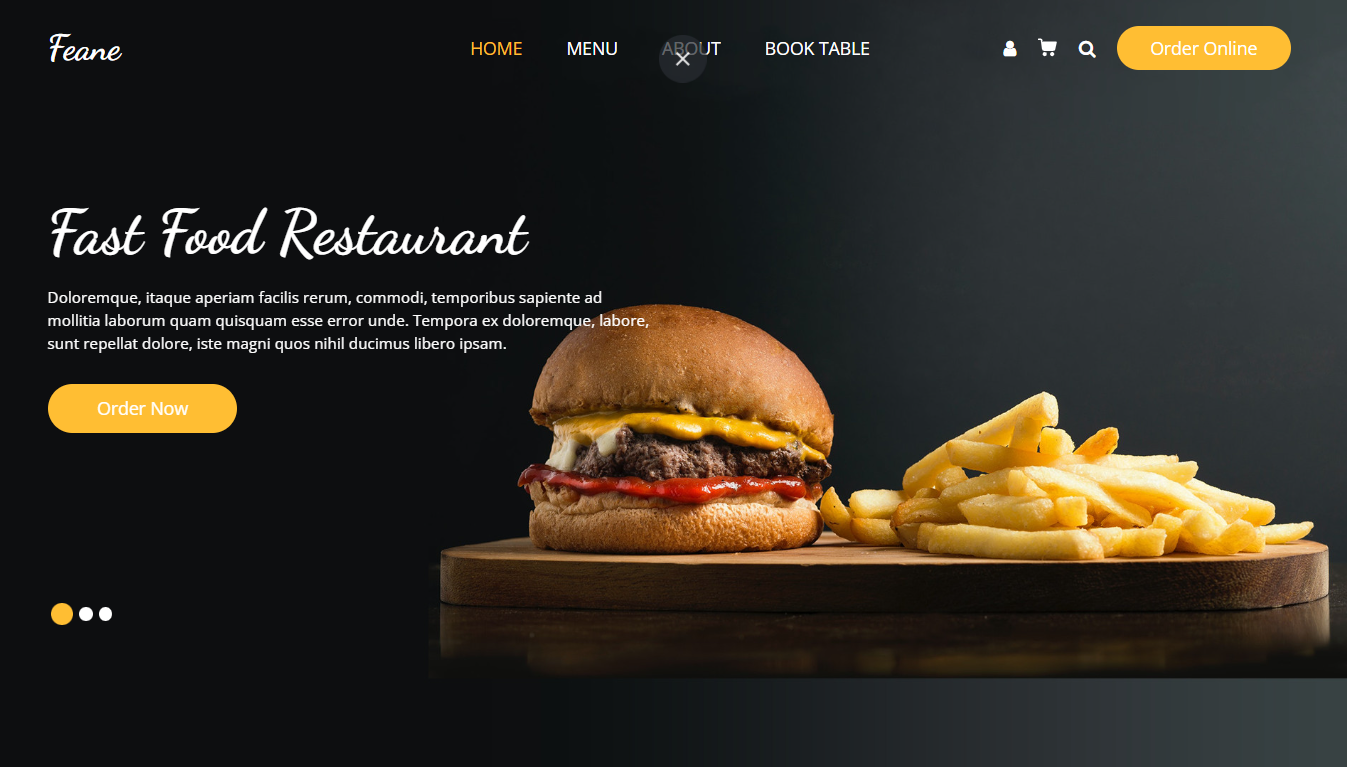 Feane
HOME MENU ABOUT BOOK TABLE
Order Online
Fast Food Restaurant
Doloremque, itaque aperiam facilis rerum, commodi, temporibus sapiente ad
mollitia laborum quam quisquam esse error unde. Tempora ex doloremque, labore,
sunt repellat dolore, iste magni quos nihil ducimus libero ipsam.
Order Now